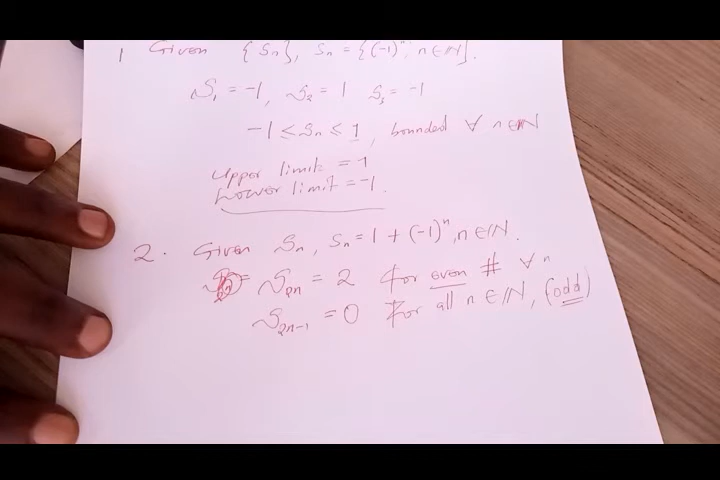 1 Given {Sn}, Sn = {(-1)^n, n ∈ ℕ}.
S1 = -1, S2 = 1 S3 = -1
-1 ≤ Sn ≤ 1, bounded ∀ n ∈ ℕ
Upper limit = 1
Lower limit = -1.
2. Given Sn, Sn = 1 + (-1)^n, n ∈ ℕ.
S2n = 2 for even # ∀ n
S2n-1 = 0 For all n ∈ ℕ, (odd)